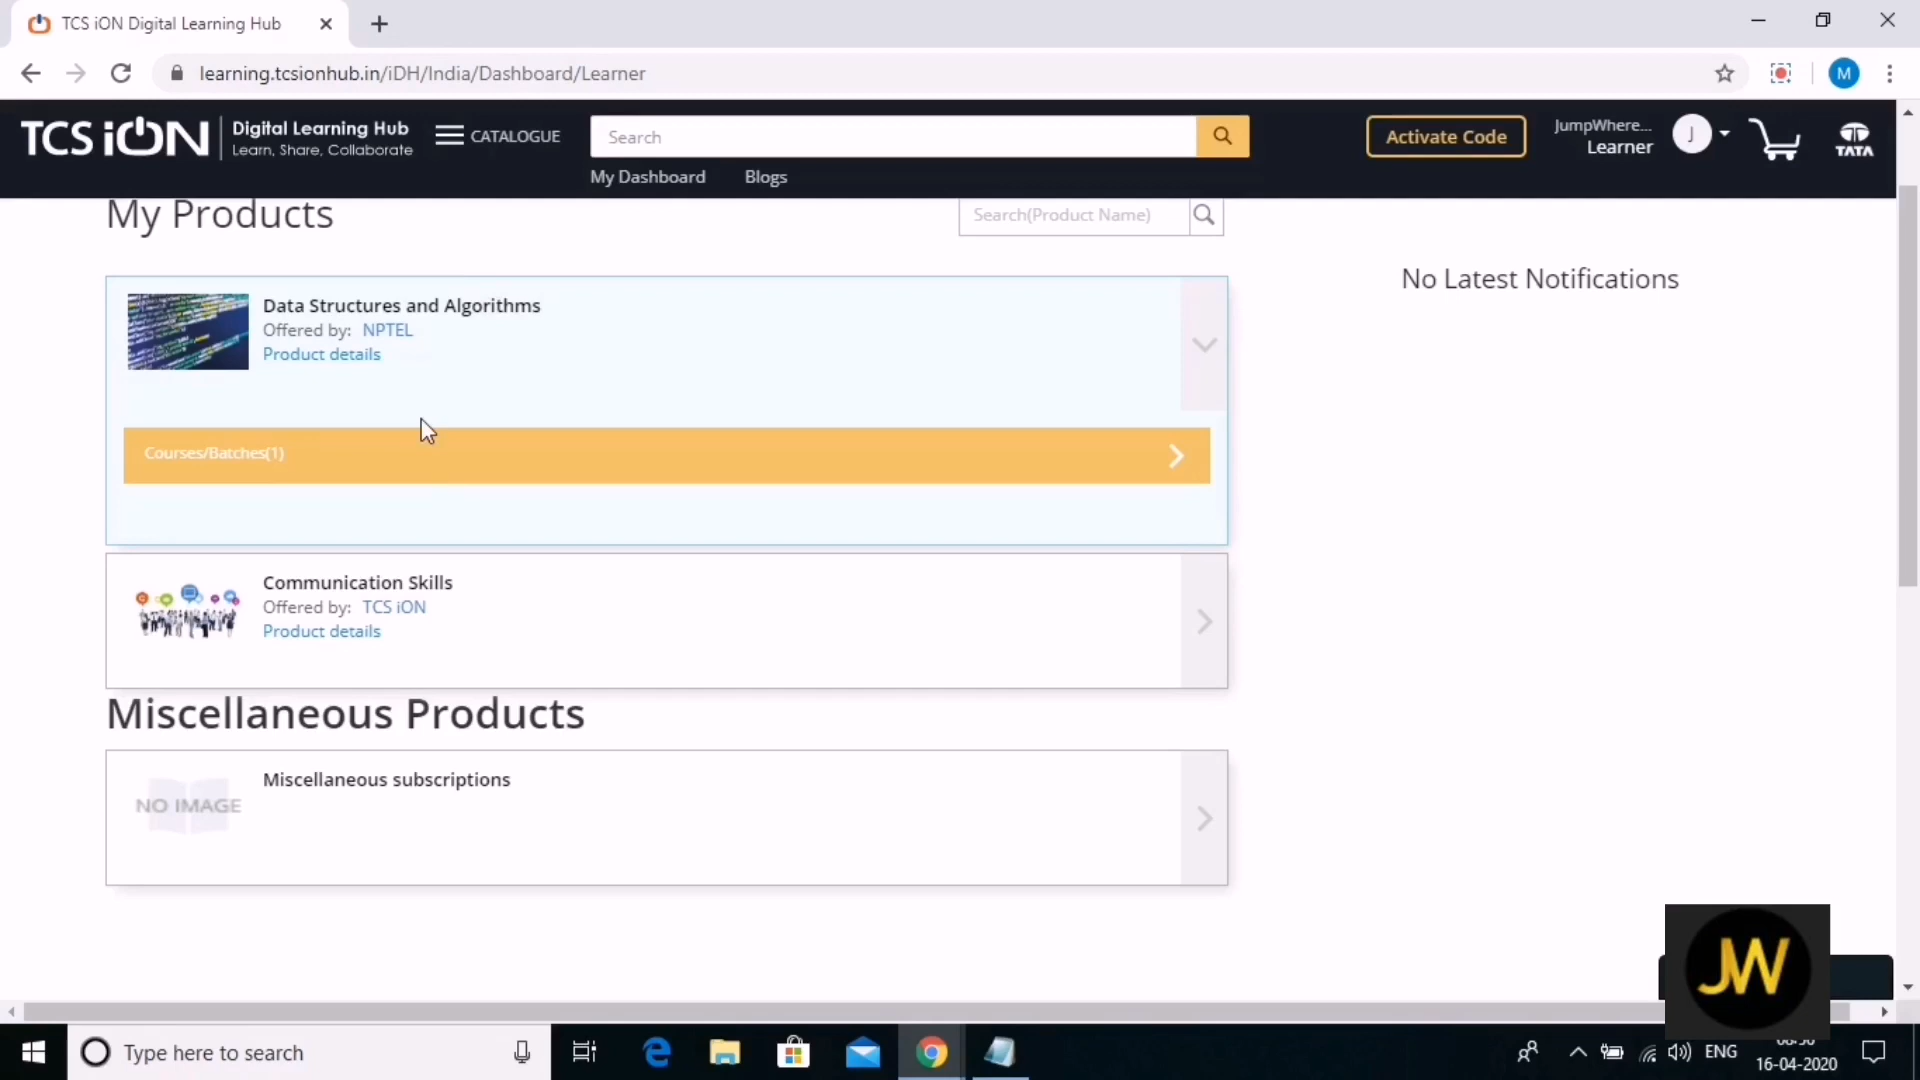 TCS iON Digital Learning Hub
learning.tcsionhub.in/iDH/India/Dashboard/Learner
M
TCS iON
Digital Learning Hub
Learn, Share, Collaborate
CATALOGUE
Search
Activate Code
JumpWhere...
Learner
J
TATA
My Dashboard
Blogs
My Products
Search(Product Name)
No Latest Notifications
Data Structures and Algorithms
Offered by: NPTEL
Product details
Courses/Batches(1)
Communication Skills
Offered by: TCS iON
Product details
Miscellaneous Products
NO IMAGE
Miscellaneous subscriptions
JW
Type here to search
ENG
16-04-2020